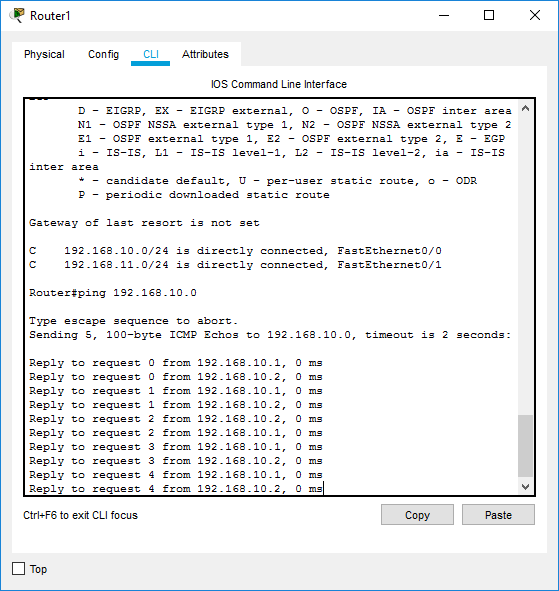 Router1
Physical Config CLI Attributes
IOS Command Line Interface
D - EIGRP, EX - EIGRP external, O - OSPF, IA - OSPF inter area
N1 - OSPF NSSA external type 1, N2 - OSPF NSSA external type 2
E1 - OSPF external type 1, E2 - OSPF external type 2, E - EGP
i - IS-IS, L1 - IS-IS level-1, L2 - IS-IS level-2, ia - IS-IS
inter area
* - candidate default, U - per-user static route, o - ODR
P - periodic downloaded static route
Gateway of last resort is not set
C 192.168.10.0/24 is directly connected, FastEthernet0/0
C 192.168.11.0/24 is directly connected, FastEthernet0/1
Router#ping 192.168.10.0
Type escape sequence to abort.
Sending 5, 100-byte ICMP Echos to 192.168.10.0, timeout is 2 seconds:
Reply to request 0 from 192.168.10.1, 0 ms
Reply to request 0 from 192.168.10.2, 0 ms
Reply to request 1 from 192.168.10.1, 0 ms
Reply to request 1 from 192.168.10.2, 0 ms
Reply to request 2 from 192.168.10.2, 0 ms
Reply to request 2 from 192.168.10.1, 0 ms
Reply to request 3 from 192.168.10.1, 0 ms
Reply to request 3 from 192.168.10.2, 0 ms
Reply to request 4 from 192.168.10.1, 0 ms
Reply to request 4 from 192.168.10.2, 0 ms
Ctrl+F6 to exit CLI focus
Copy Paste
Top